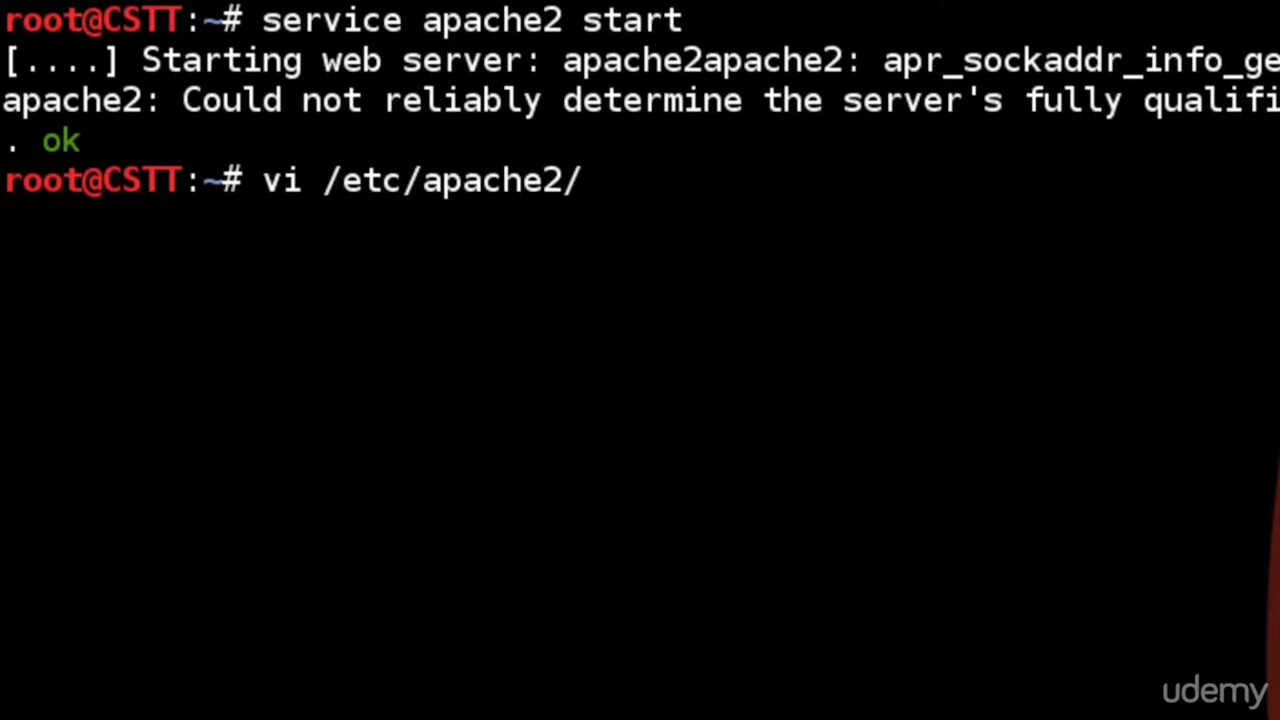 root@CSTT:~# service apache2 start
[....] Starting web server: apache2apache2: apr_sockaddr_info_ge
apache2: Could not reliably determine the server's fully qualifi
. ok
root@CSTT:~# vi /etc/apache2/
udemy